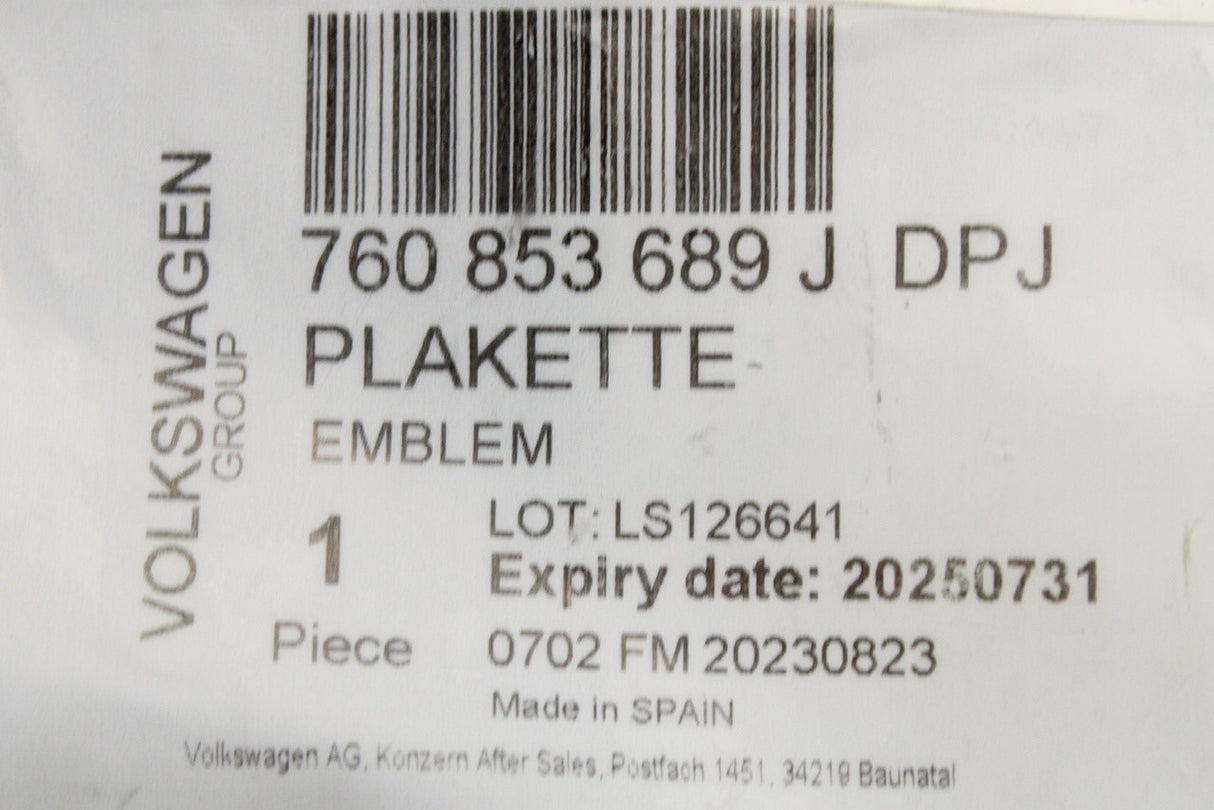 VOLKSWAGEN
GROUP
760 853 689 J DPJ
PLAKETTE
EMBLEM
1
Piece
LOT: LS126641
Expiry date: 20250731
0702 FM 20230823
Made in SPAIN
Volkswagen AG, Konzern After Sales, Postfach 1451, 34219 Baunatal